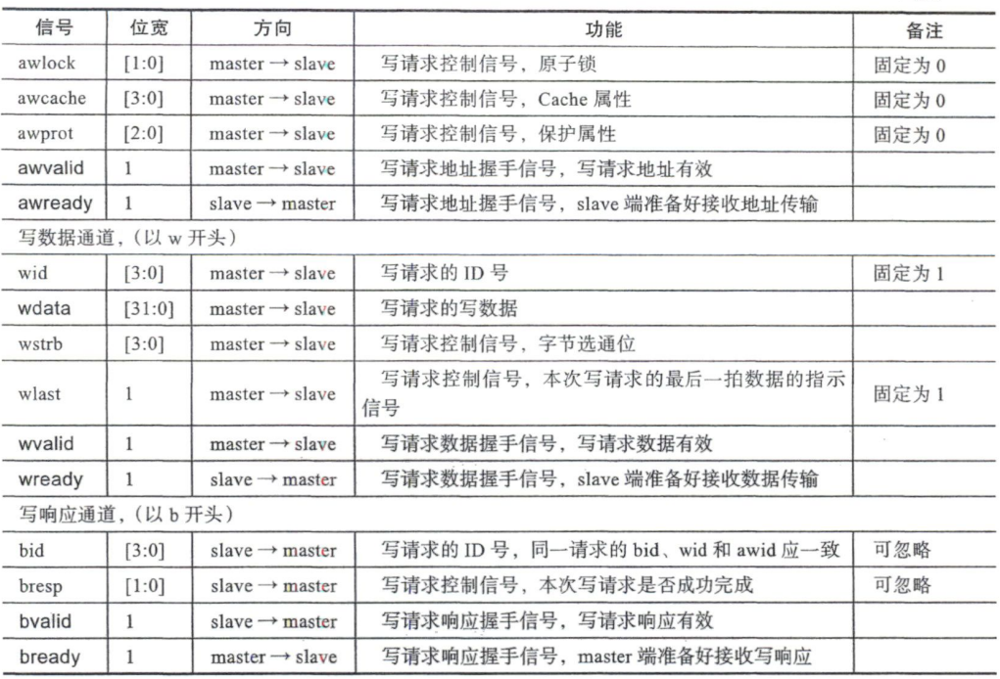 信号 位宽 方向 功能 备注
awlock [1:0] master → slave 写请求控制信号，原子锁 固定为 0
awcache [3:0] master → slave 写请求控制信号，Cache 属性 固定为 0
awprot [2:0] master → slave 写请求控制信号，保护属性 固定为 0
awvalid 1 master → slave 写请求地址握手信号，写请求地址有效
awready 1 slave → master 写请求地址握手信号，slave 端准备好接收地址传输
写数据通道，（以 w 开头）
wid [3:0] master → slave 写请求的 ID 号 固定为 1
wdata [31:0] master → slave 写请求的写数据
wstrb [3:0] master → slave 写请求控制信号，字节选通位
wlast 1 master → slave 写请求控制信号，本次写请求的最后一拍数据的指示
信号 固定为 1
wvalid 1 master → slave 写请求数据握手信号，写请求数据有效
wready 1 slave → master 写请求数据握手信号，slave 端准备好接收数据传输
写响应通道，（以 b 开头）
bid [3:0] slave → master 写请求的 ID 号，同一请求的 bid、wid 和 awid 应一致 可忽略
bresp [1:0] slave → master 写请求控制信号，本次写请求是否成功完成 可忽略
bvalid 1 slave → master 写请求响应握手信号，写请求响应有效
bready 1 master → slave 写请求响应握手信号，master 端准备好接收写响应